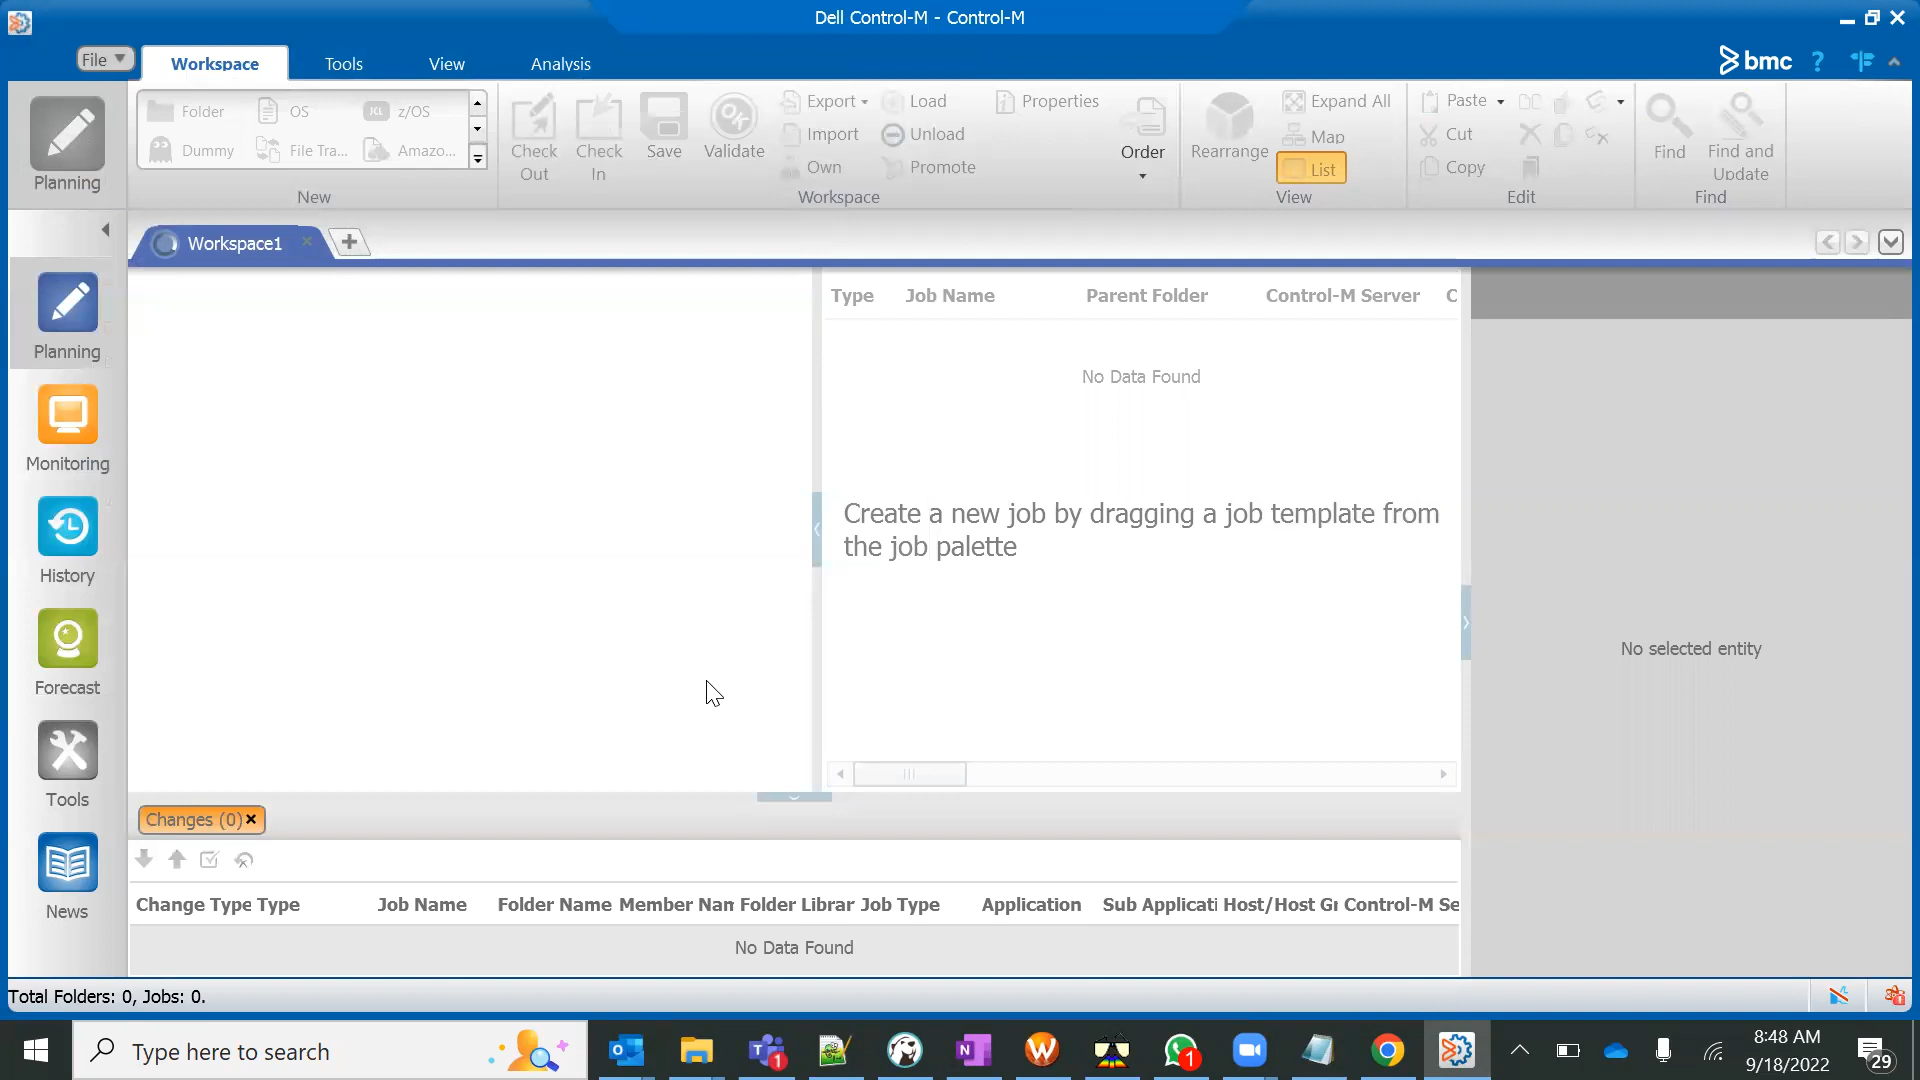 Dell Control-M - Control-M
File
Workspace
Tools
View
Analysis
bmc
?
Planning
Folder
OS
JCL
z/OS
Dummy
File Tra...
Amazo...
New
Check Out
Check In
Save
Validate
Export
Import
Own
Load
Unload
Promote
Properties
Order
Workspace
Rearrange
Expand All
Map
List
View
Paste
Cut
Copy
Edit
Find
Find and Update
Find
Workspace1
Planning
Monitoring
History
Forecast
Tools
News
Type Job Name Parent Folder Control-M Server C
No Data Found
Create a new job by dragging a job template from
the job palette
No selected entity
Changes (0)
Change Type Type Job Name Folder Name Member Nan Folder Librar Job Type Application Sub Applicati Host/Host Gr Control-M Se
No Data Found
Total Folders: 0, Jobs: 0.
Type here to search
1
1
8:48 AM
9/18/2022
29